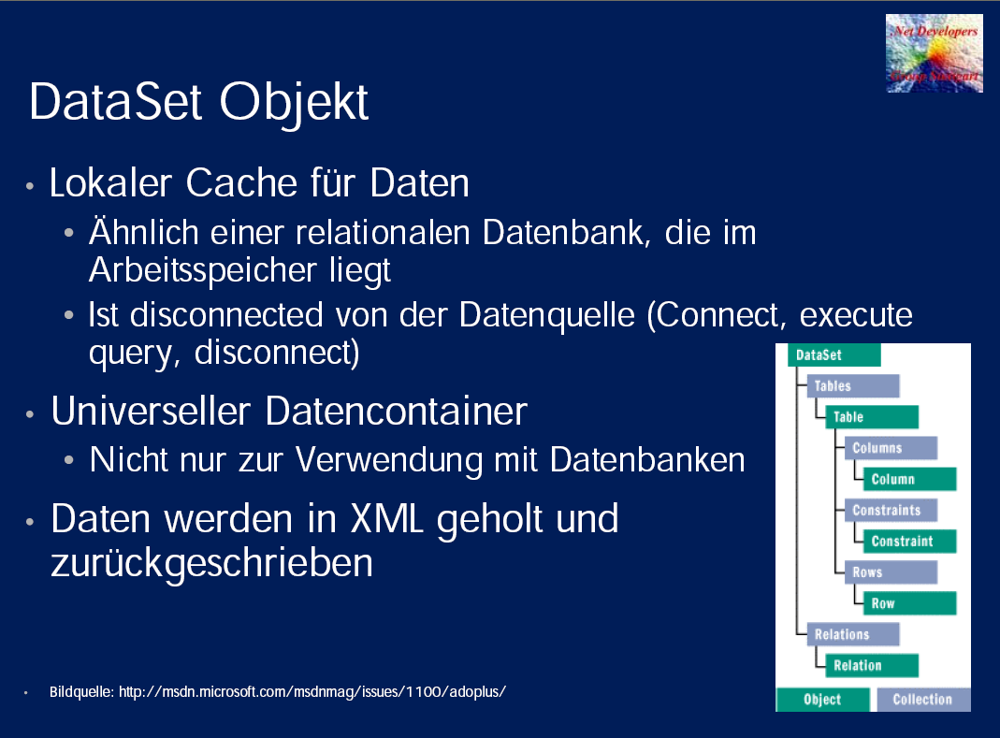 .Net Developers
Group Stuttgart
DataSet Objekt
• Lokaler Cache für Daten
• Ähnlich einer relationalen Datenbank, die im
Arbeitsspeicher liegt
• Ist disconnected von der Datenquelle (Connect, execute
query, disconnect)
• Universeller Datencontainer
• Nicht nur zur Verwendung mit Datenbanken
• Daten werden in XML geholt und
zurückgeschrieben
DataSet
Tables
Table
Columns
Column
Constraints
Constraint
Rows
Row
Relations
Relation
Object
Collection
• Bildquelle: http://msdn.microsoft.com/msdnmag/issues/1100/adoplus/